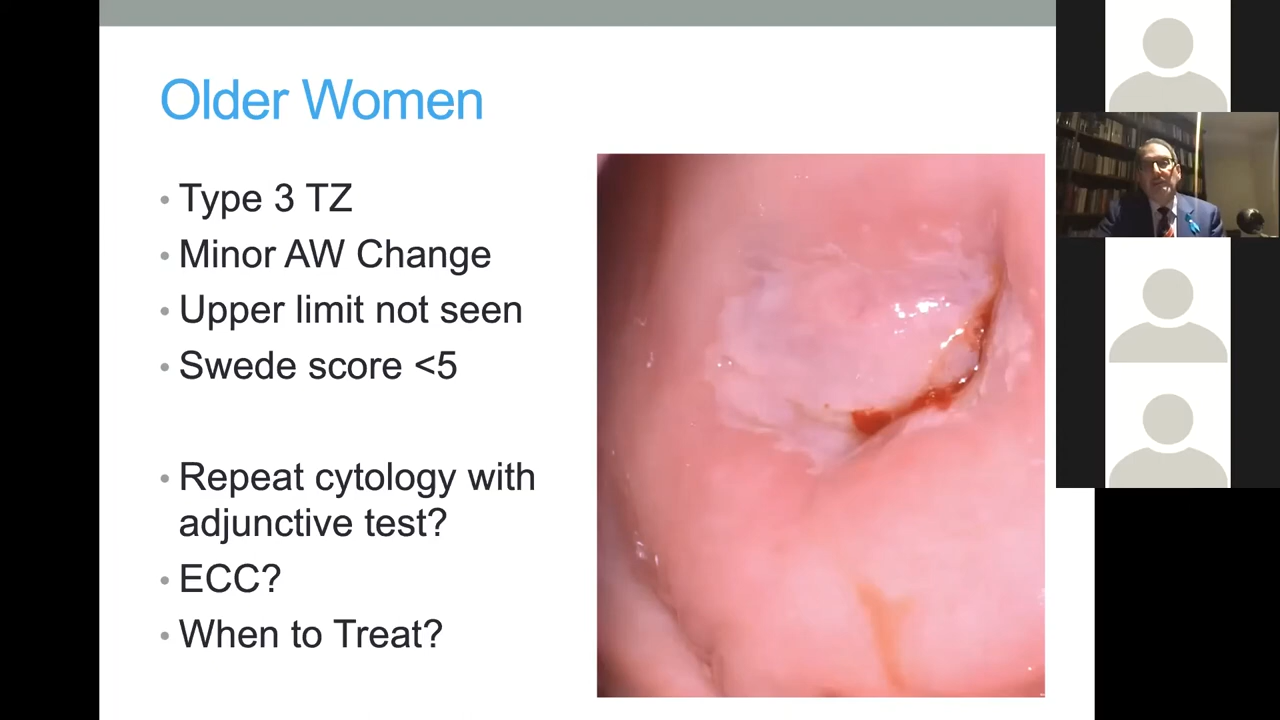 Older Women
• Type 3 TZ
• Minor AW Change
• Upper limit not seen
• Swede score <5
• Repeat cytology with
adjunctive test?
• ECC?
• When to Treat?